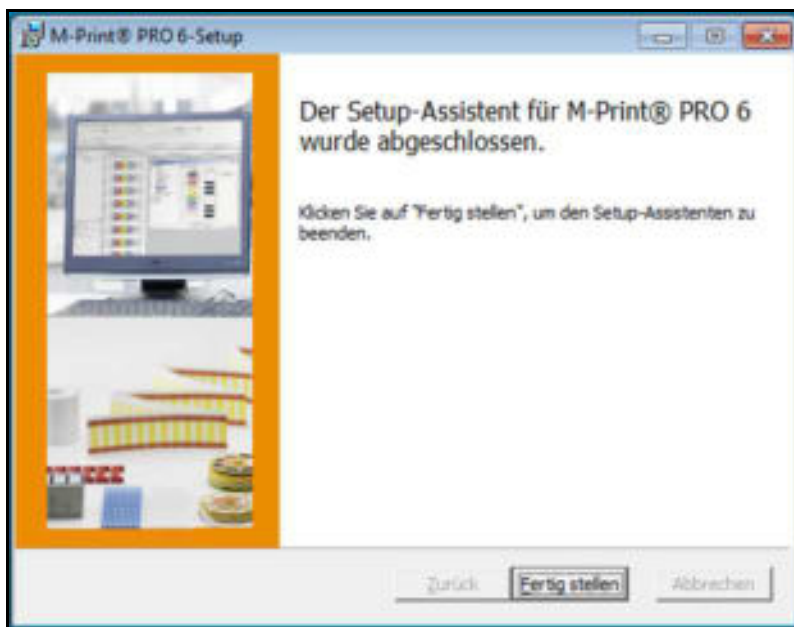 M-Print® PRO 6-Setup
Der Setup-Assistent für M-Print® PRO 6
wurde abgeschlossen.
Klicken Sie auf "Fertig stellen", um den Setup-Assistenten zu
beenden.
Zurück
Fertig stellen
Abbrechen